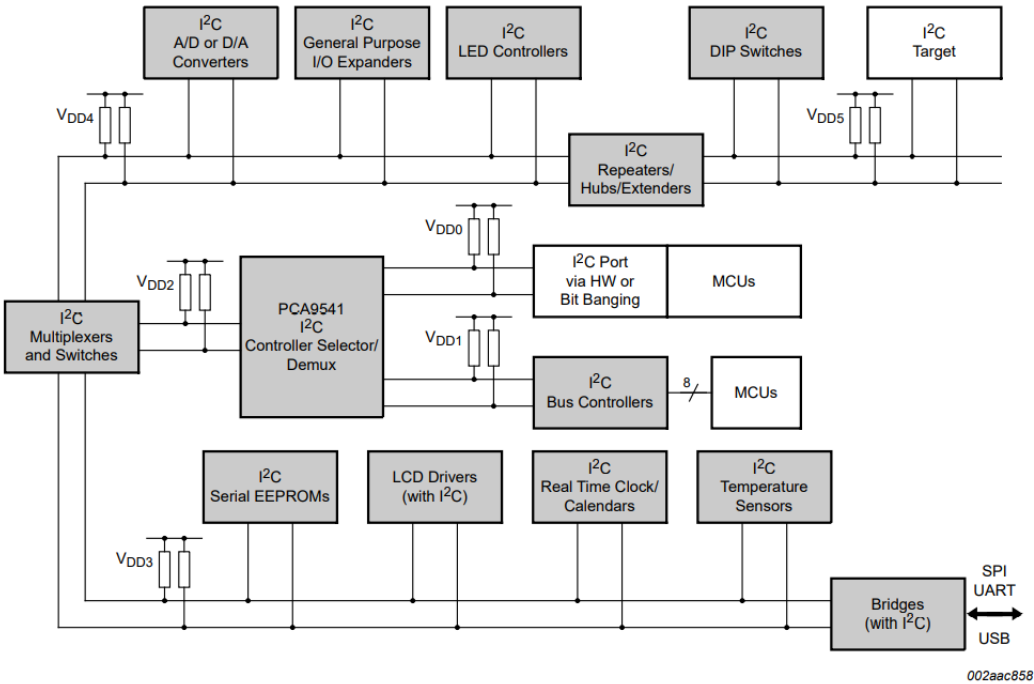 I²C
A/D or D/A
Converters
I²C
General Purpose
I/O Expanders
I²C
LED Controllers
I²C
DIP Switches
I²C
Target
VDD4
VDD5
I²C
Repeaters/
Hubs/Extenders
VDD0
I²C Port
via HW or
Bit Banging
MCUs
VDD2
PCA9541
I²C
Controller Selector/
Demux
I²C
Multiplexers
and Switches
VDD1
I²C
Bus Controllers
8
MCUs
I²C
Serial EEPROMs
LCD Drivers
(with I²C)
I²C
Real Time Clock/
Calendars
I²C
Temperature
Sensors
VDD3
Bridges
(with I²C)
SPI
UART
USB
002aac858